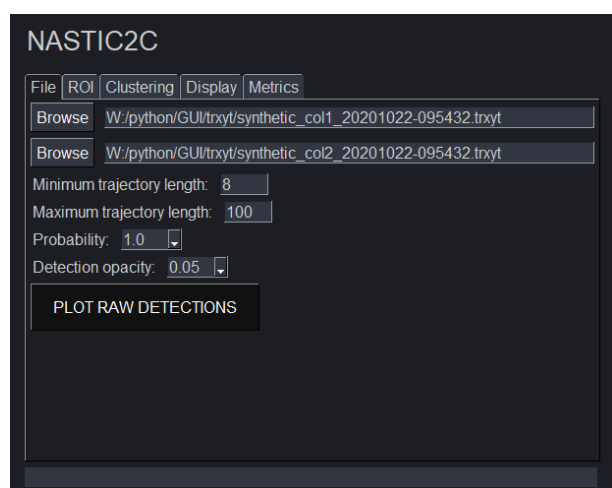 NASTIC2C
File ROI Clustering Display Metrics
Browse W:/python/GUI/trxyt/synthetic_col1_20201022-095432.trxyt
Browse W:/python/GUI/trxyt/synthetic_col2_20201022-095432.trxyt
Minimum trajectory length: 8
Maximum trajectory length: 100
Probability: 1.0
Detection opacity: 0.05
PLOT RAW DETECTIONS